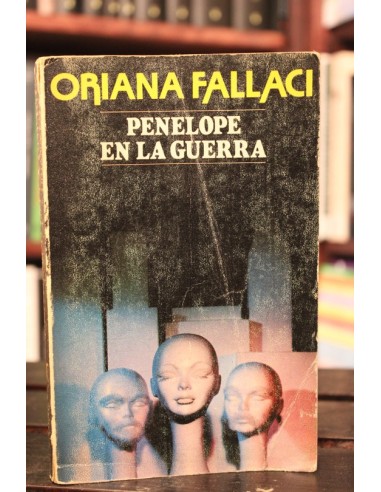 ORIANA FALLACI
PENELOPE
EN LA GUERRA